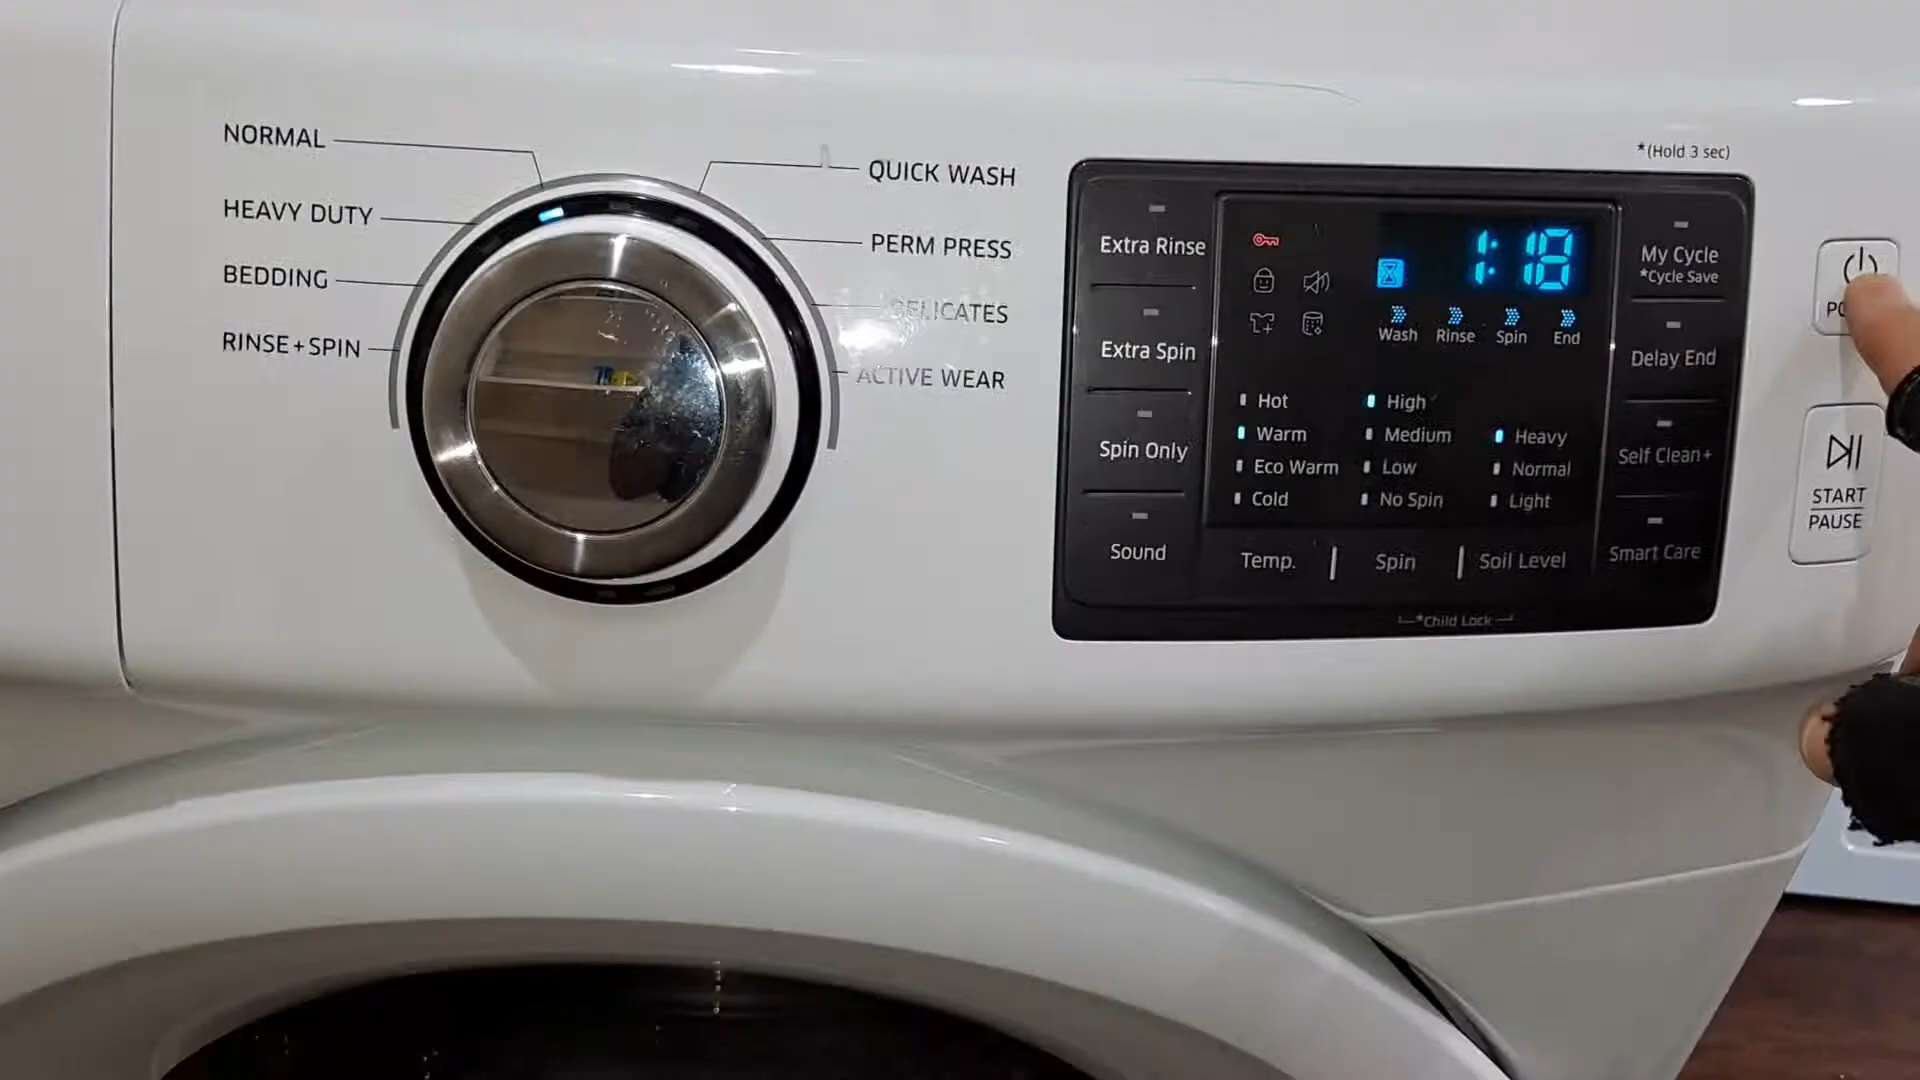 NORMAL
HEAVY DUTY
BEDDING
RINSE+SPIN
QUICK WASH
PERM PRESS
DELICATES
ACTIVE WEAR
*(Hold 3 sec)
Extra Rinse
Extra Spin
Spin Only
Sound
1:18
Wash Rinse Spin End
Hot
Warm
Eco Warm
Cold
High
Medium
Low
No Spin
Heavy
Normal
Light
Temp. | Spin | Soil Level
*Child Lock
My Cycle
*Cycle Save
Delay End
Self Clean+
Smart Care
START
PAUSE